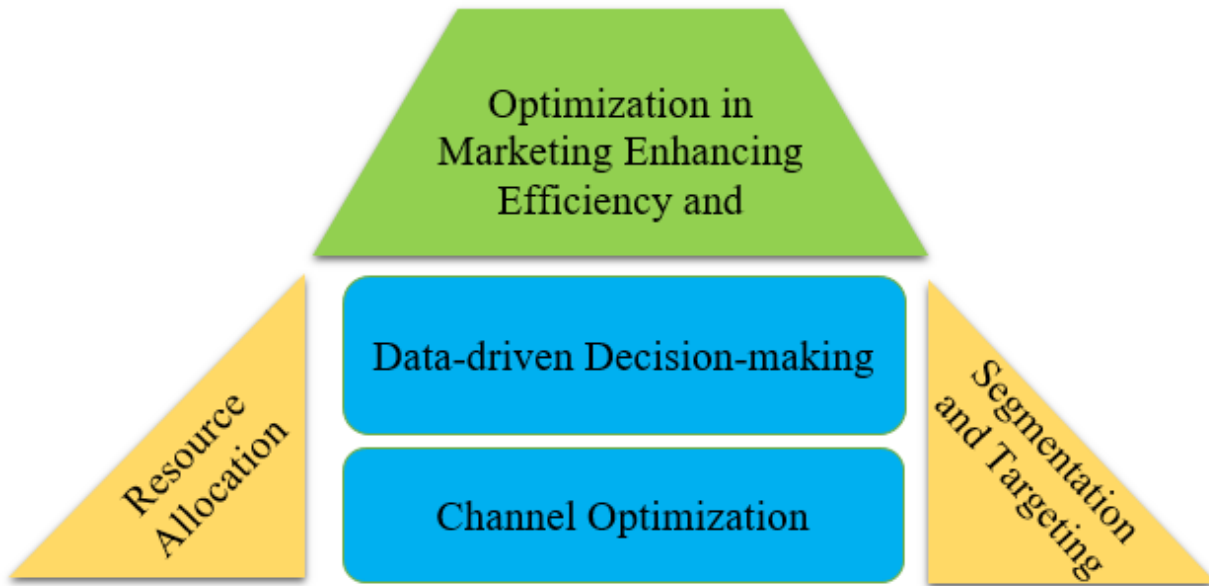 Optimization in
Marketing Enhancing
Efficiency and
Data-driven Decision-making
Resource
Allocation
Segmentation
and Targeting
Channel Optimization